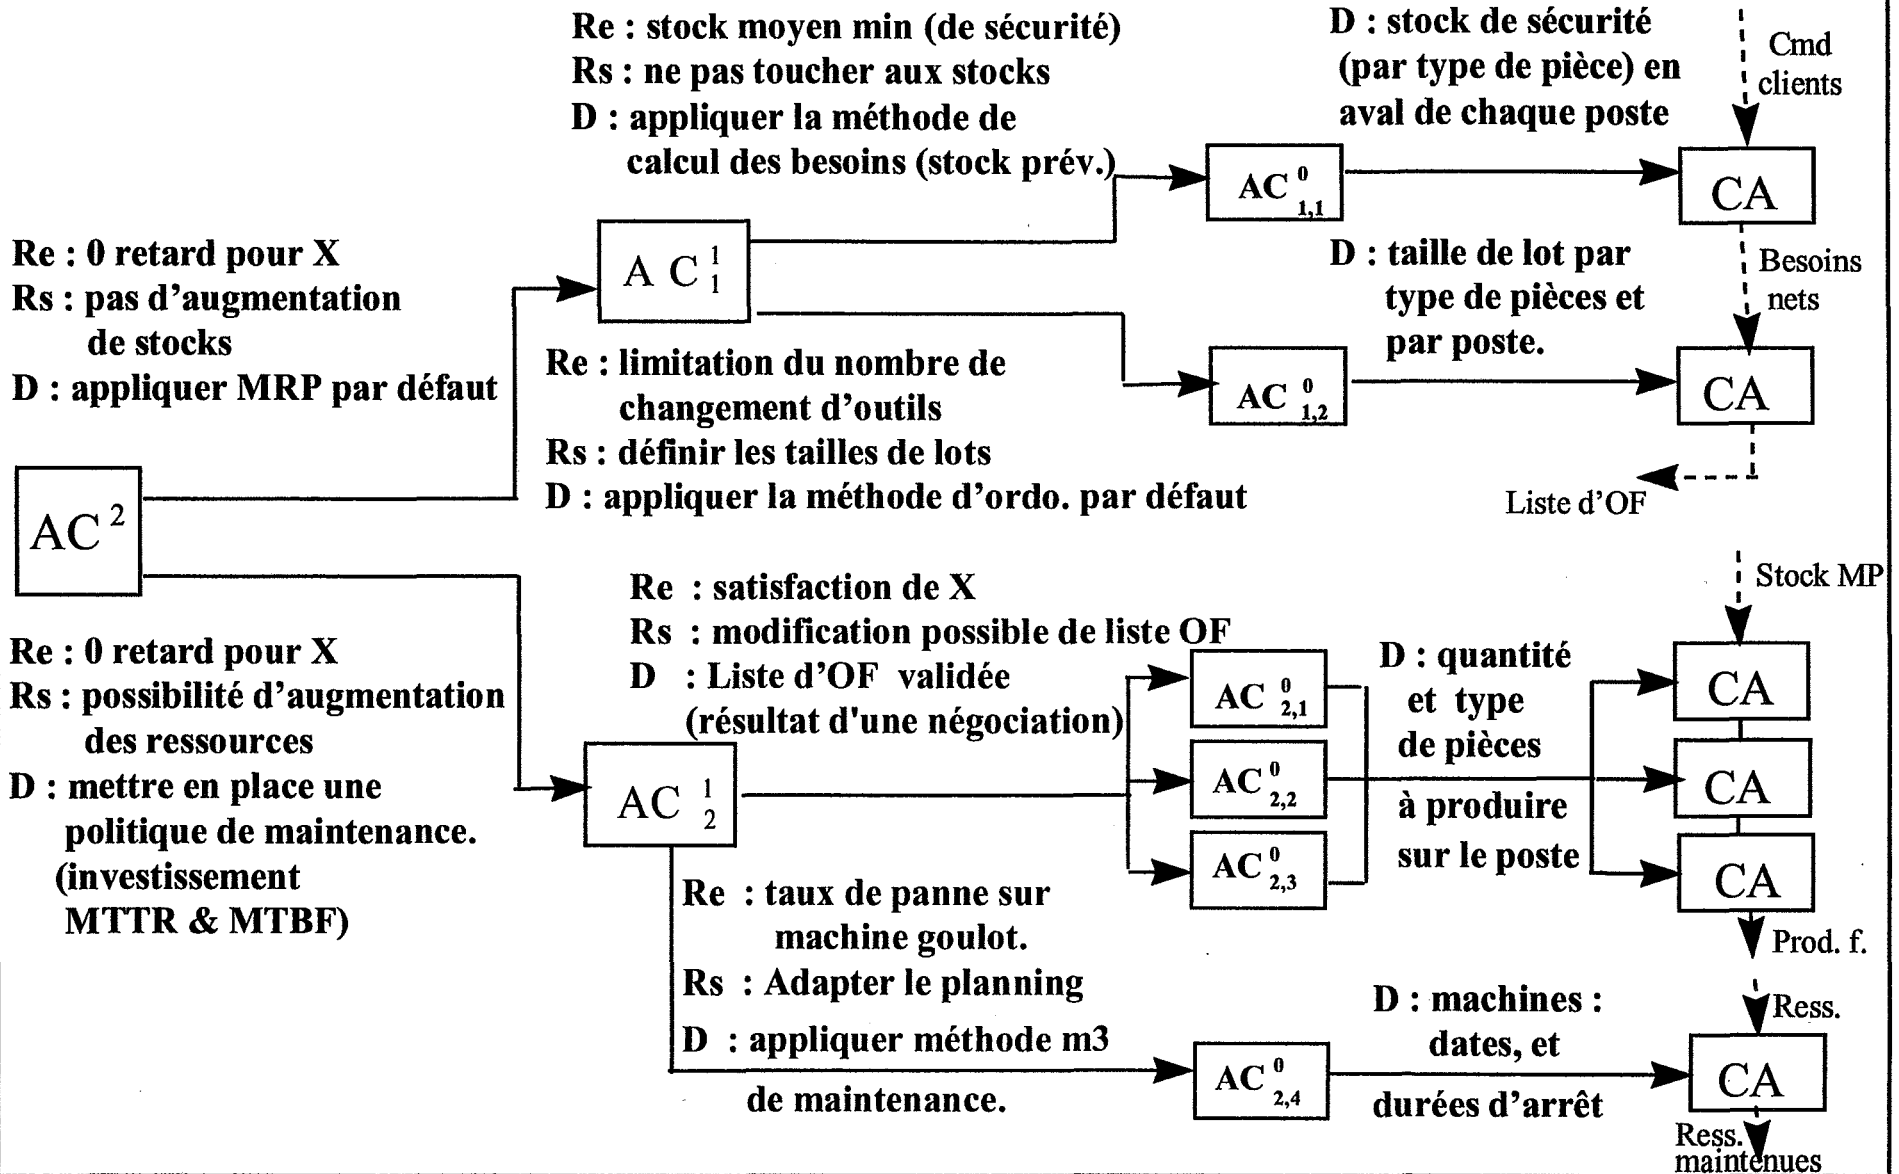 Re : stock moyen min (de sécurité)
Rs : ne pas toucher aux stocks
D : appliquer la méthode de
calcul des besoins (stock prév.)
D : stock de sécurité
(par type de pièce) en
aval de chaque poste
Cmd
clients
AC 0 1,1
CA
Re : 0 retard pour X
Rs : pas d'augmentation
de stocks
D : appliquer MRP par défaut
A C 1 1
D : taille de lot par
type de pièces et
par poste.
Besoins
nets
Re : limitation du nombre de
changement d'outils
Rs : définir les tailles de lots
D : appliquer la méthode d'ordo. par défaut
AC 0 1,2
CA
Liste d'OF
AC 2
Re : 0 retard pour X
Rs : possibilité d'augmentation
des ressources
D : mettre en place une
politique de maintenance.
(investissement
MTTR & MTBF)
Re : satisfaction de X
Rs : modification possible de liste OF
D : Liste d'OF validée
(résultat d'une négociation)
AC 1 2
AC 0 2,1
AC 0 2,2
AC 0 2,3
D : quantité
et type
de pièces
à produire
sur le poste
Stock MP
CA
CA
CA
Prod. f.
Re : taux de panne sur
machine goulot.
Rs : Adapter le planning
D : appliquer méthode m3
de maintenance.
AC 0 2,4
D : machines :
dates, et
durées d'arrêt
Ress.
CA
Ress.
maintenues